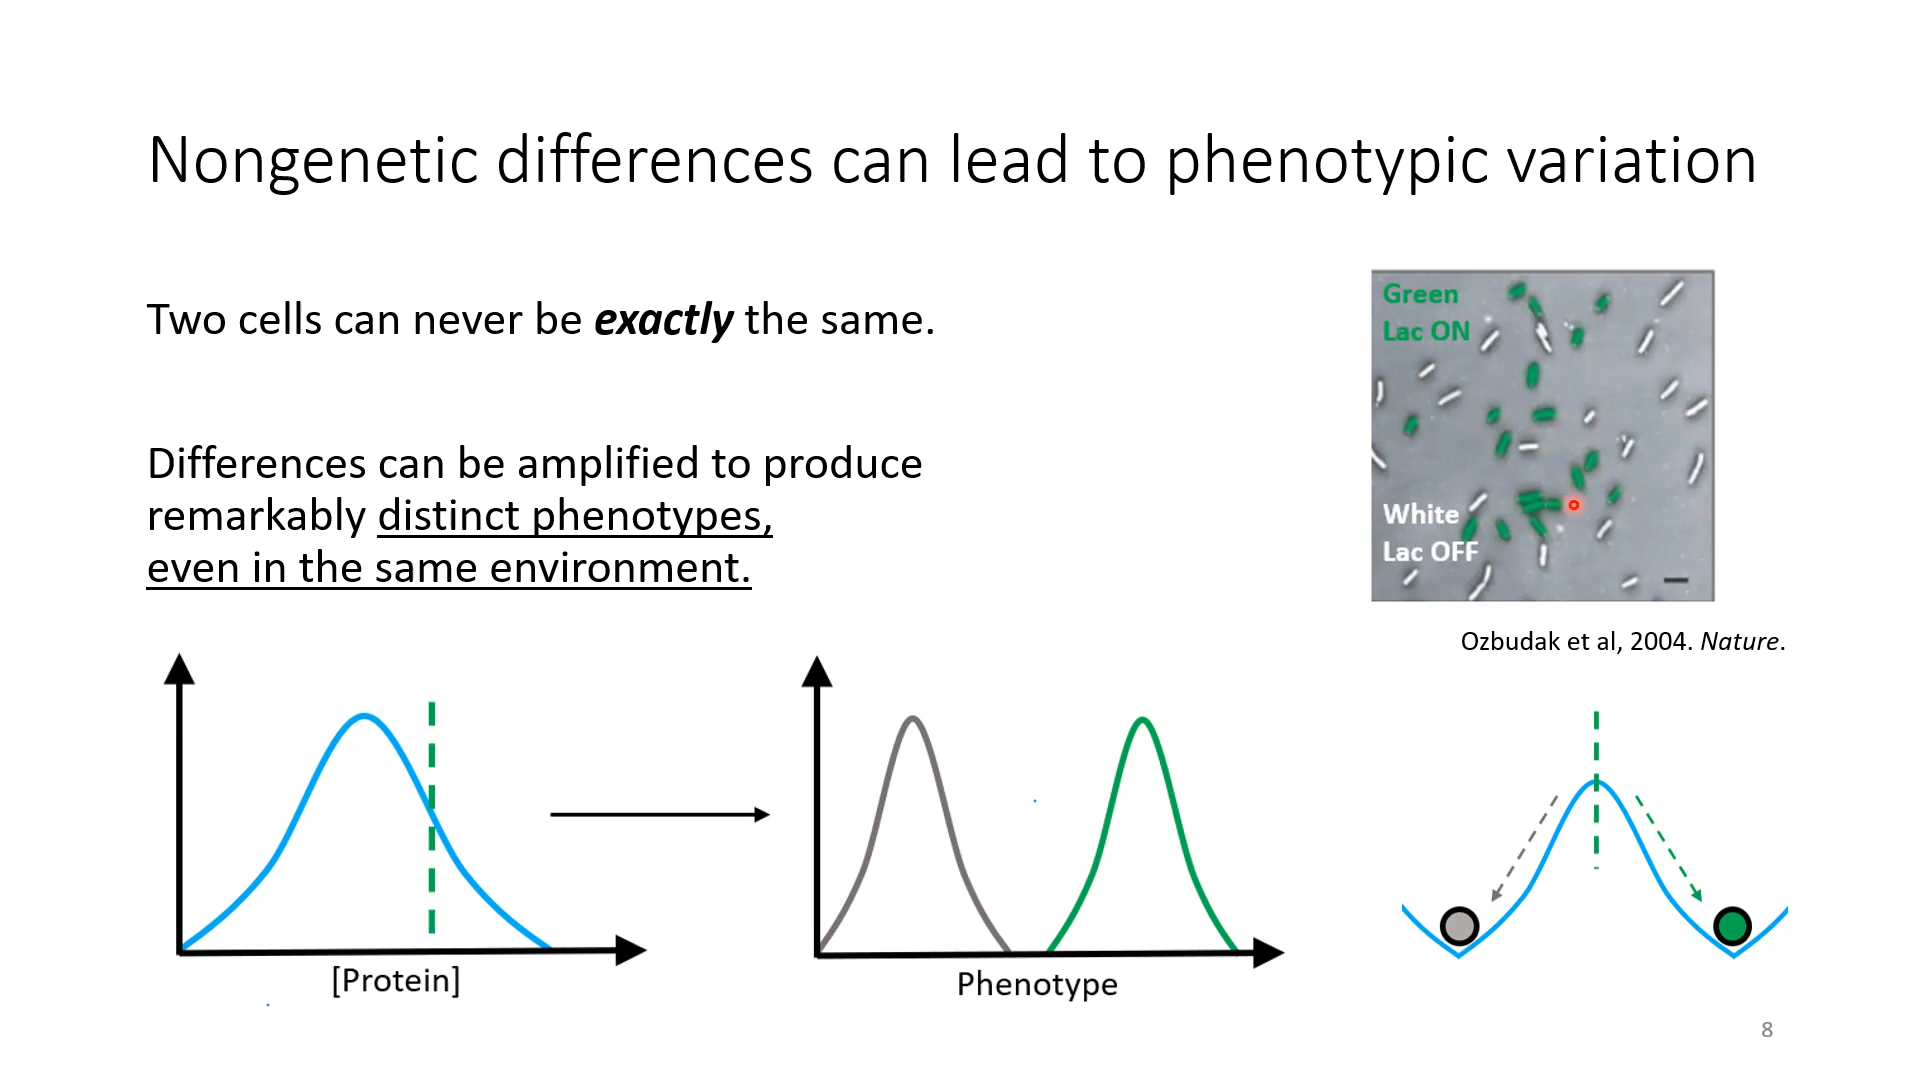 Nongenetic differences can lead to phenotypic variation
Two cells can never be exactly the same.
Differences can be amplified to produce
remarkably distinct phenotypes,
even in the same environment.
Green
Lac ON
White
Lac OFF
Ozbudak et al, 2004. Nature.
[Protein]
Phenotype
8